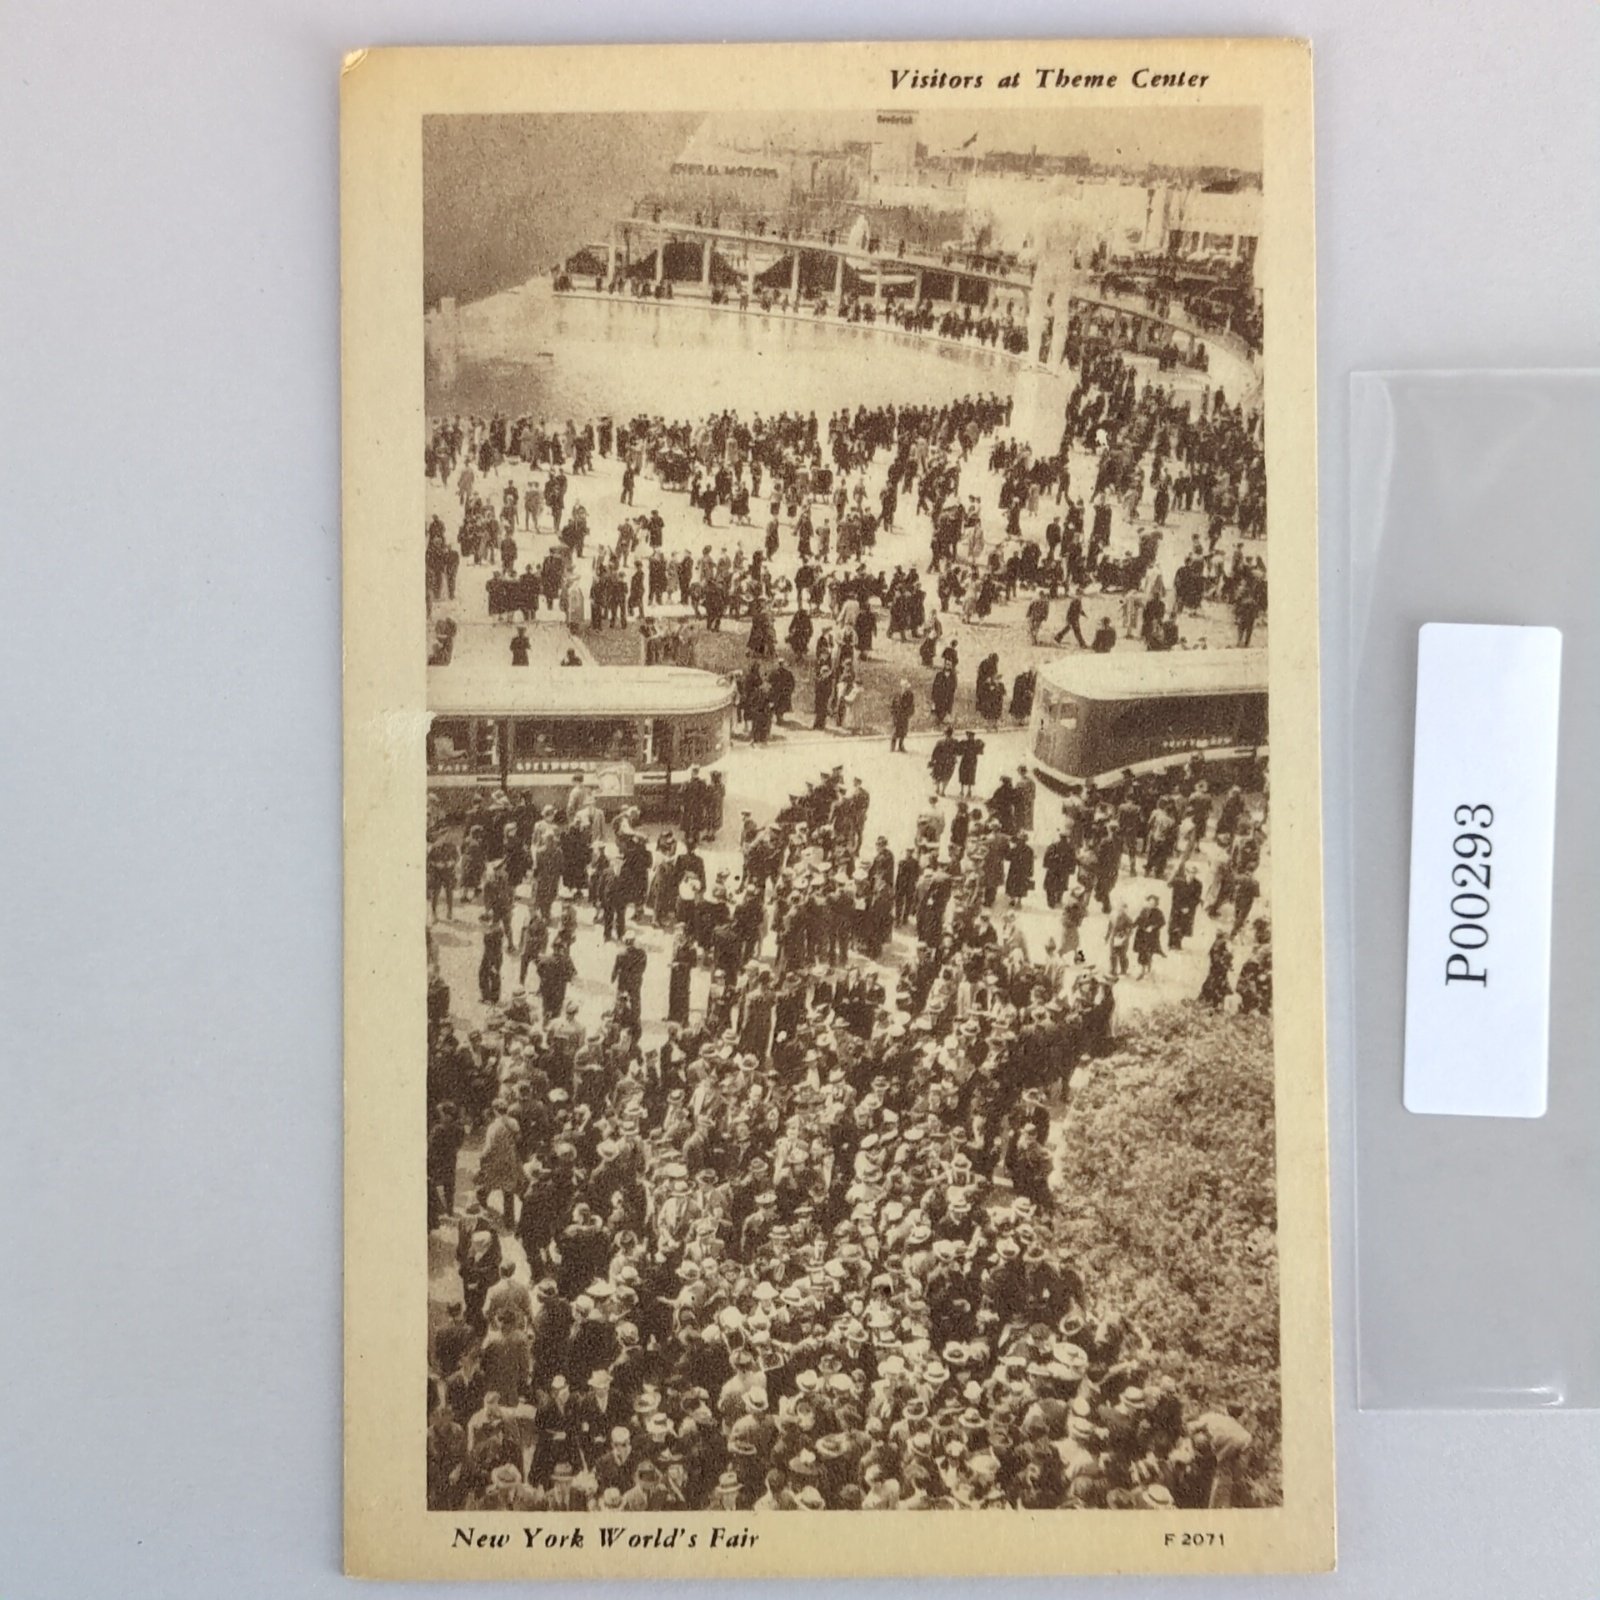 Visitors at Theme Center
GENERAL MOTORS
New York World's Fair
F 2071
P00293